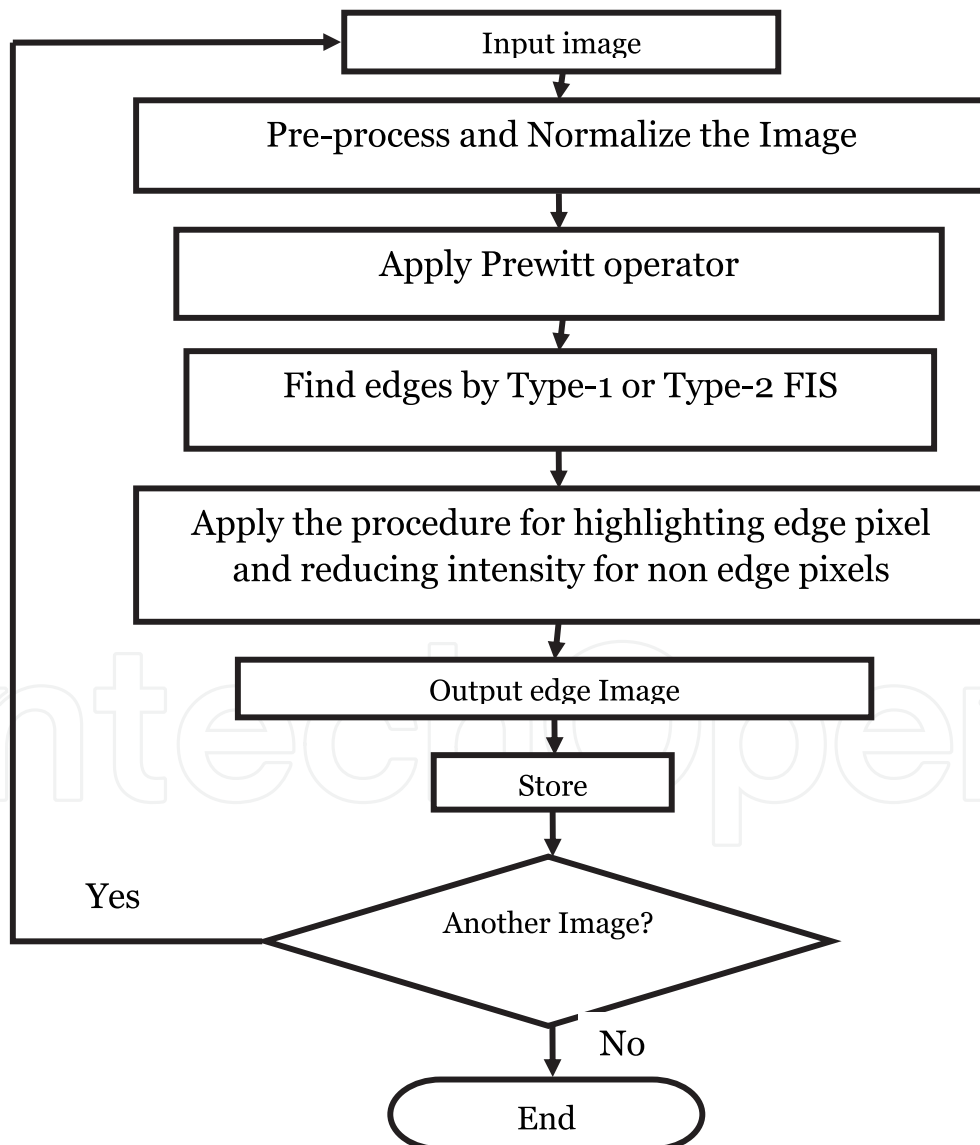 Input image
Pre-process and Normalize the Image
Apply Prewitt operator
Find edges by Type-1 or Type-2 FIS
Apply the procedure for highlighting edge pixel
and reducing intensity for non edge pixels
Output edge Image
ntechOpen
Store
Yes
Another Image?
No
End